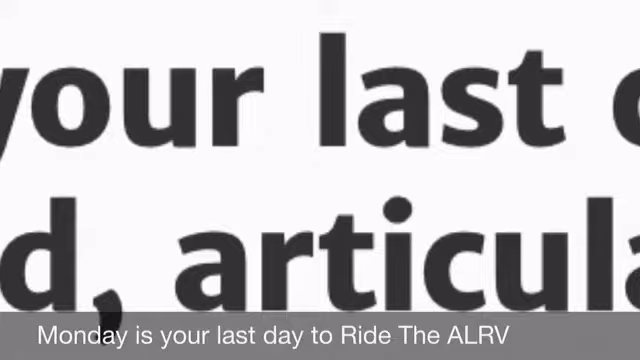 your last
d, articula
Monday is your last day to Ride The ALRV